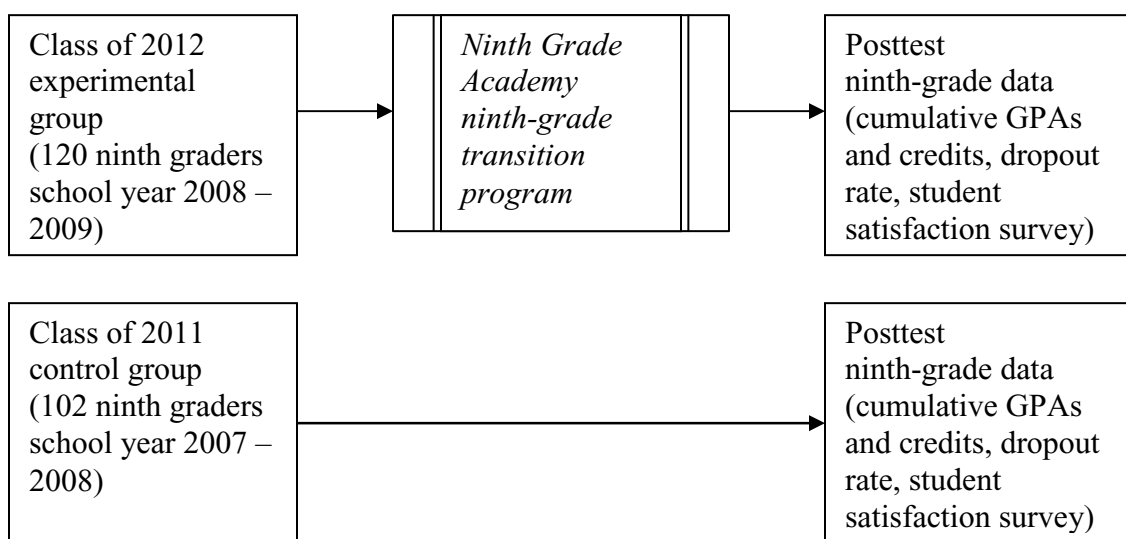 Class of 2012
experimental
group
(120 ninth graders
school year 2008 –
2009)
Ninth Grade
Academy
ninth-grade
transition
program
Posttest
ninth-grade data
(cumulative GPAs
and credits, dropout
rate, student
satisfaction survey)
Class of 2011
control group
(102 ninth graders
school year 2007 –
2008)
Posttest
ninth-grade data
(cumulative GPAs
and credits, dropout
rate, student
satisfaction survey)